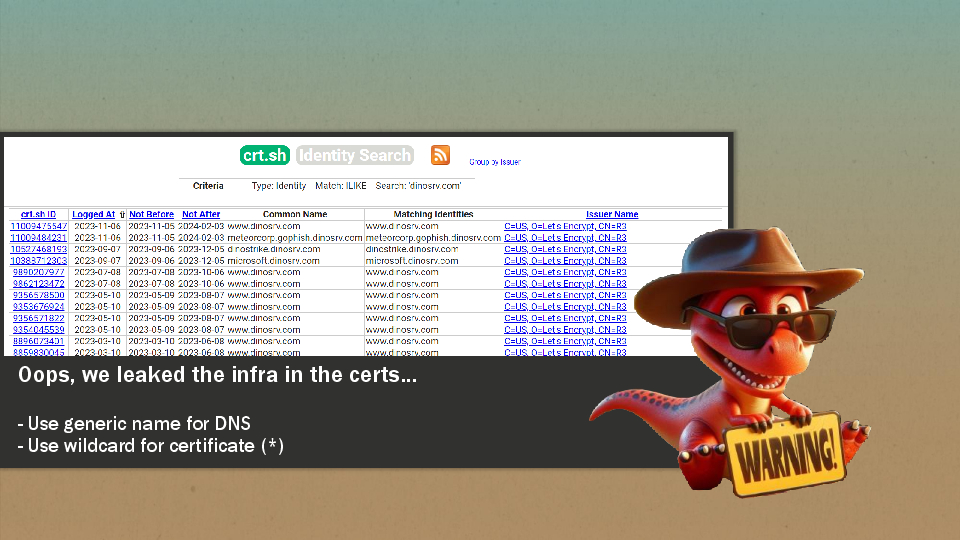 crt.sh Identity Search Group by Issuer
Criteria Type: Identity Match: ILIKE Search: 'dinosrv.com'
crt.sh ID Logged At ⇧ Not Before Not After Common Name Matching Identities Issuer Name
11009475547 2023-11-06 2023-11-05 2024-02-03 www.dinosrv.com www.dinosrv.com C=US, O=Let's Encrypt, CN=R3
11009484231 2023-11-06 2023-11-05 2024-02-03 meteorcorp.gophish.dinosrv.com meteorcorp.gophish.dinosrv.com C=US, O=Let's Encrypt, CN=R3
10527468193 2023-09-07 2023-09-06 2023-12-05 dinostrike.dinosrv.com dinostrike.dinosrv.com C=US, O=Let's Encrypt, CN=R3
10388712303 2023-09-07 2023-09-06 2023-12-05 microsoft.dinosrv.com microsoft.dinosrv.com C=US, O=Let's Encrypt, CN=R3
9890207977 2023-07-08 2023-07-08 2023-10-06 www.dinosrv.com www.dinosrv.com C=US, O=Let's Encrypt, CN=R3
9862123472 2023-07-08 2023-07-08 2023-10-06 www.dinosrv.com www.dinosrv.com C=US, O=Let's Encrypt, CN=R3
9356578500 2023-05-10 2023-05-09 2023-08-07 www.dinosrv.com www.dinosrv.com C=US, O=Let's Encrypt, CN=R3
9353676924 2023-05-10 2023-05-09 2023-08-07 www.dinosrv.com www.dinosrv.com C=US, O=Let's Encrypt, CN=R3
9356571822 2023-05-10 2023-05-09 2023-08-07 www.dinosrv.com www.dinosrv.com C=US, O=Let's Encrypt, CN=R3
9354045539 2023-05-10 2023-05-09 2023-08-07 www.dinosrv.com www.dinosrv.com C=US, O=Let's Encrypt, CN=R3
8896073401 2023-03-10 2023-03-10 2023-06-08 www.dinosrv.com www.dinosrv.com C=US, O=Let's Encrypt, CN=R3
8859830045 2023-03-10 2023-03-10 2023-06-08 www.dinosrv.com www.dinosrv.com C=US, O=Let's Encrypt, CN=R3
Oops, we leaked the infra in the certs...
- Use generic name for DNS
- Use wildcard for certificate (*)
WARNING!